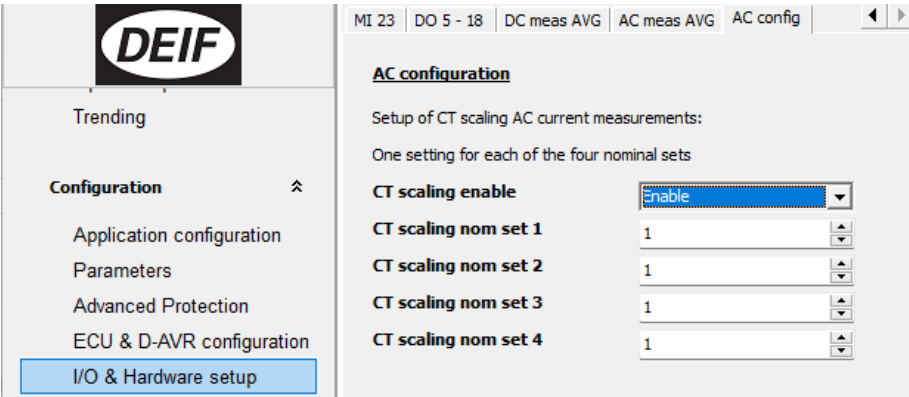 DEIF
Trending
Configuration
Application configuration
Parameters
Advanced Protection
ECU & D-AVR configuration
I/O & Hardware setup
MI 23 DO 5 - 18 DC meas AVG AC meas AVG AC config
AC configuration
Setup of CT scaling AC current measurements:
One setting for each of the four nominal sets
CT scaling enable Enable
CT scaling nom set 1 1
CT scaling nom set 2 1
CT scaling nom set 3 1
CT scaling nom set 4 1